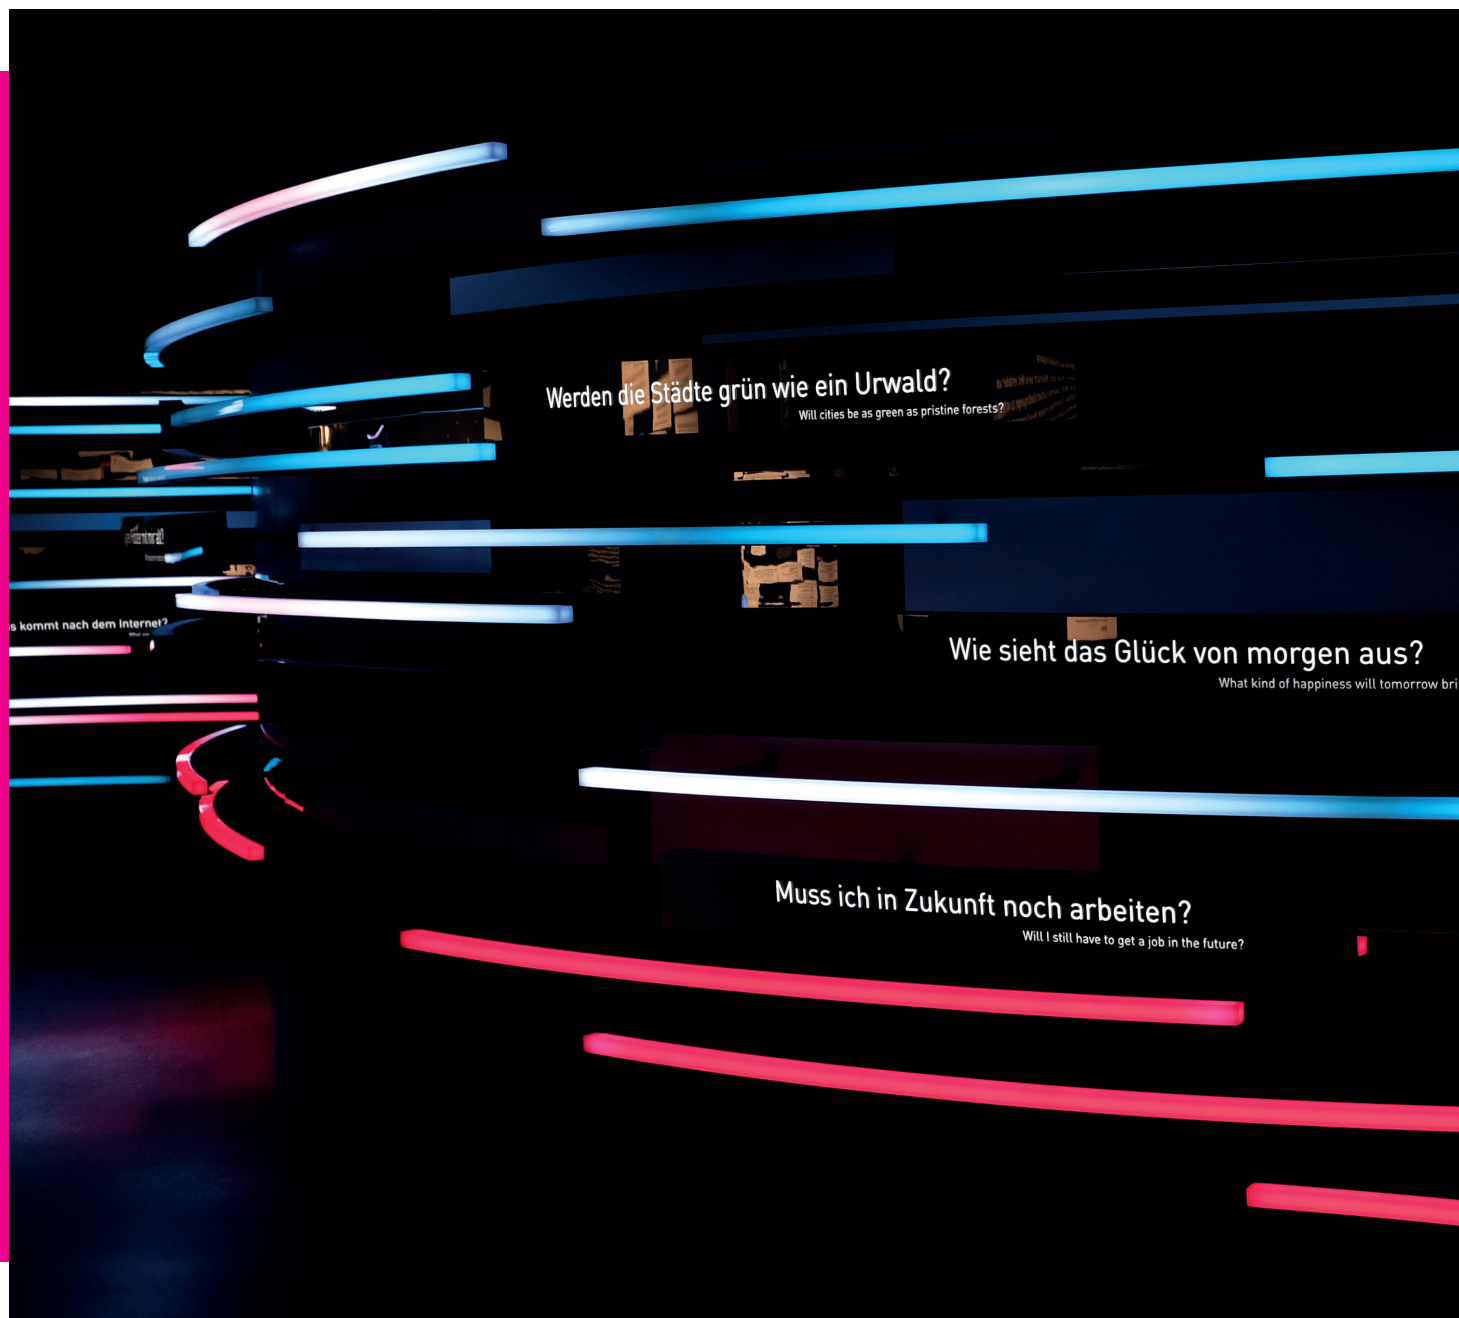 Werden die Städte grün wie ein Urwald?
Will cities be as green as pristine forests?
s kommt nach dem Internet?
Wie sieht das Glück von morgen aus?
What kind of happiness will tomorrow bri
Muss ich in Zukunft noch arbeiten?
Will I still have to get a job in the future?